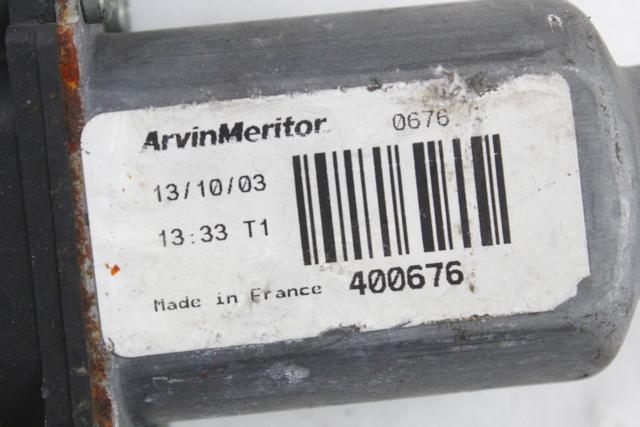 ArvinMeritor 0676
13/10/03
13:33 T1
Made in France 400676